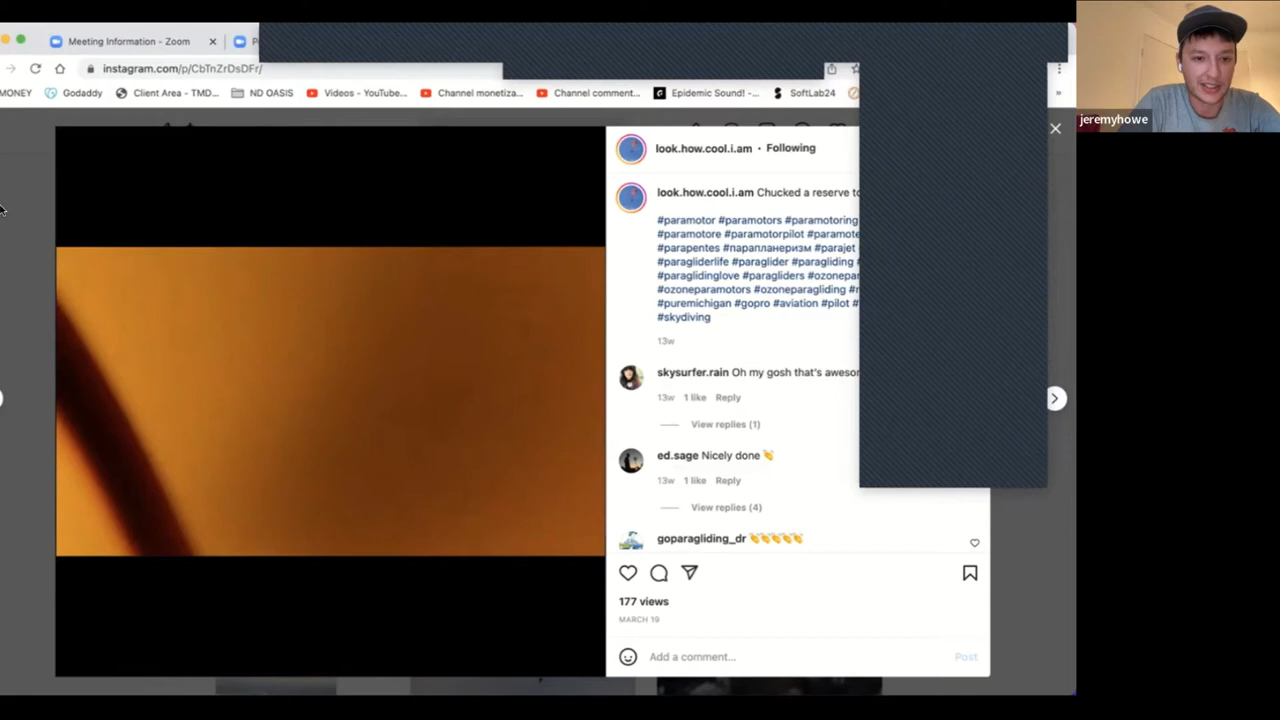 Meeting Information - Zoom
instagram.com/p/CbTnZrDsDFr/
MONEY Godaddy Client Area - TMD... ND OASIS Videos - YouTube... Channel monetiza... Channel comment... Epidemic Sound! -... SoftLab24
jeremyhowe
look.how.cool.i.am • Following
look.how.cool.i.am Chucked a reserve
#paramotor #paramotors #paramotoring
#paramotore #paramotorpilot
#parapentes #парапланеризм #parajet
#paragliderlife #paraglider #paragliding
#paraglidinglove #paragliders
#ozoneparamotors #ozoneparagliding
#puremichigan #gopro #aviation #pilot
#skydiving
13w
skysurfer.rain Oh my gosh that's
13w 1 like Reply
View replies (1)
ed.sage Nicely done 👏
13w 1 like Reply
View replies (4)
goparagliding_dr 👏👏👏👏👏
177 views
MARCH 19
Add a comment... Post